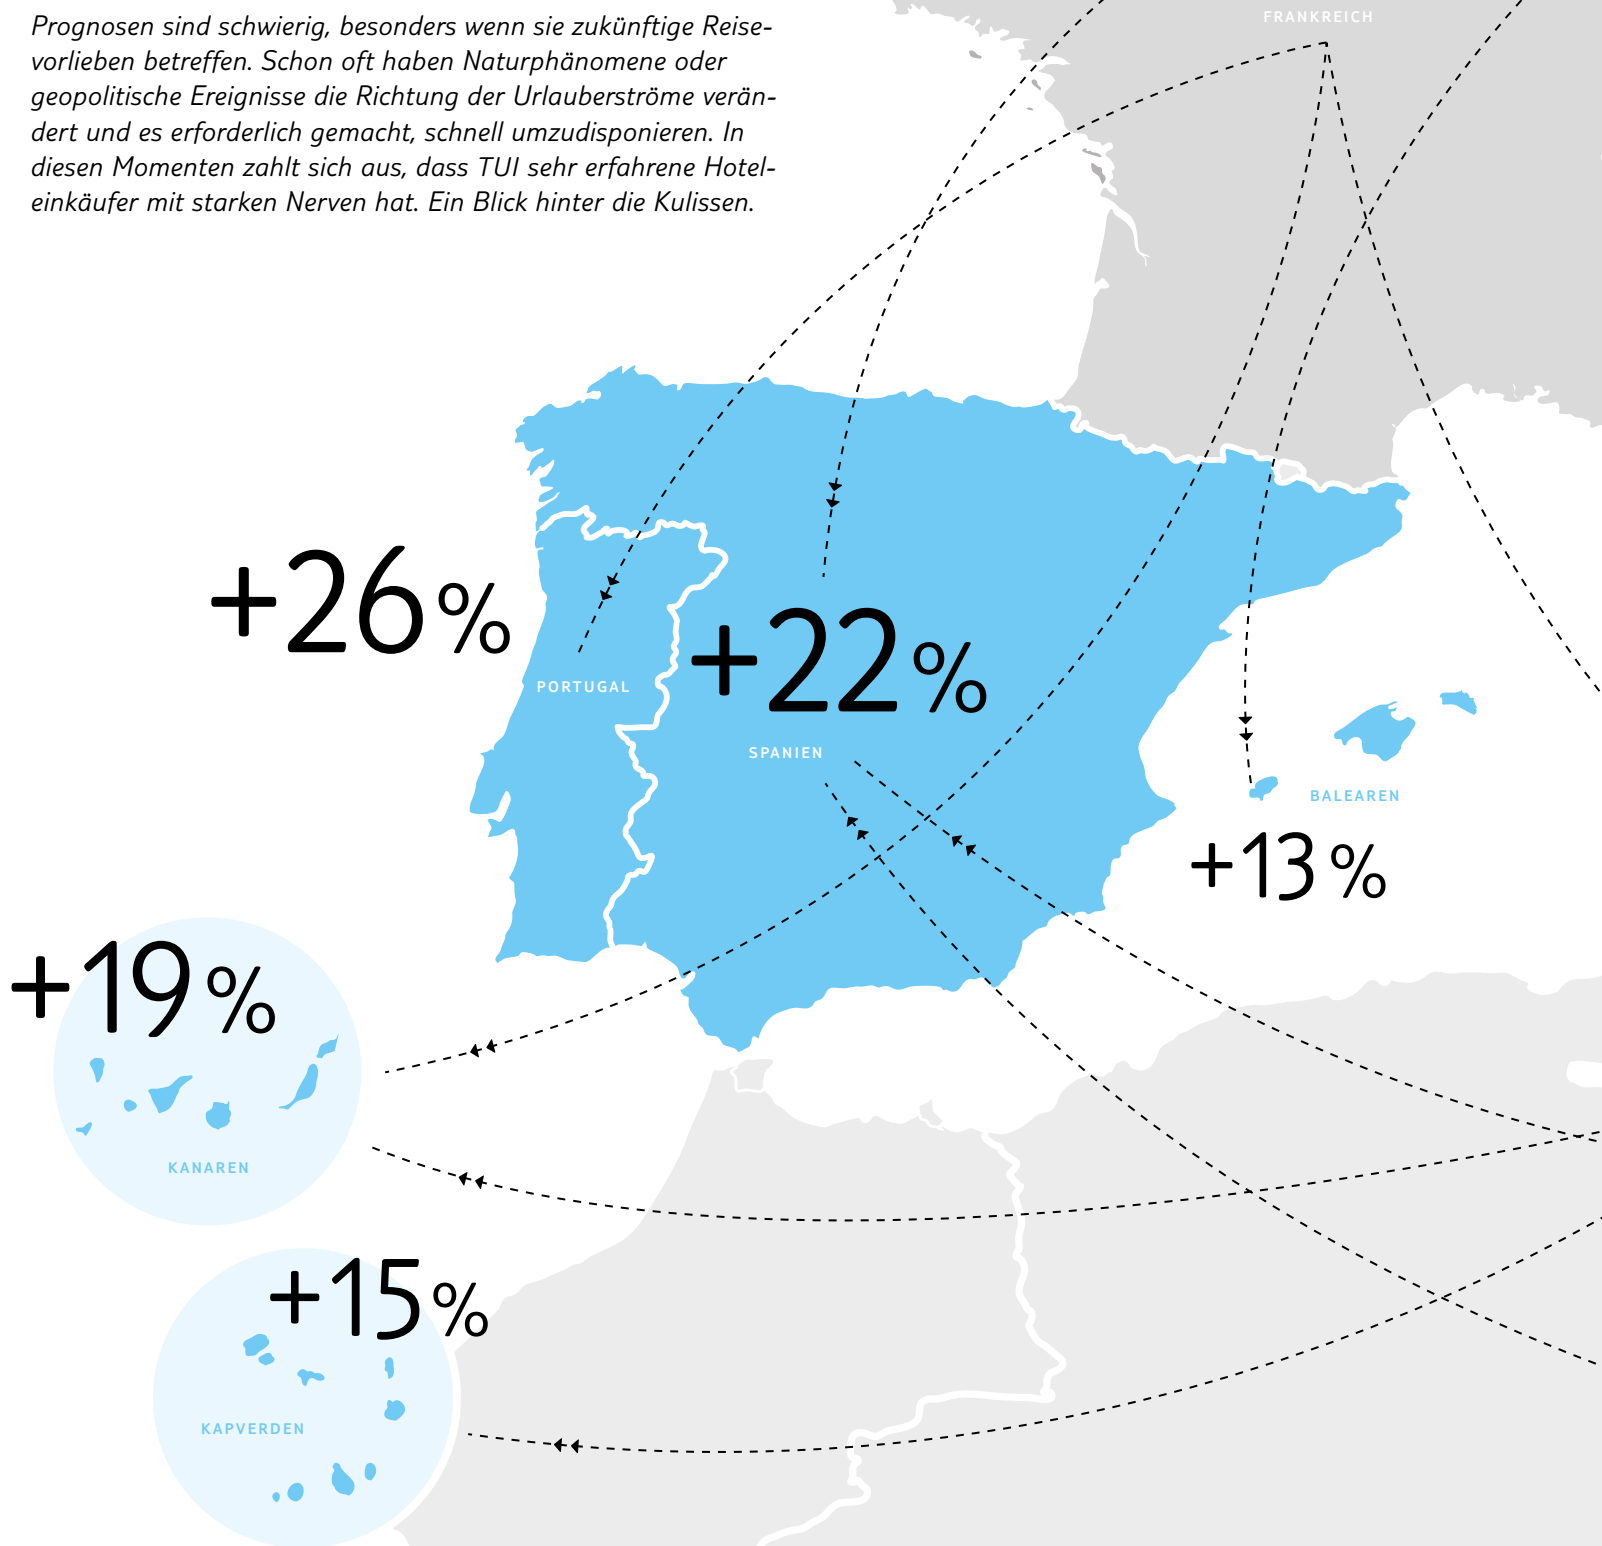 Prognosen sind schwierig, besonders wenn sie zukünftige Reise-
vorlieben betreffen. Schon oft haben Naturphänomene oder
geopolitische Ereignisse die Richtung der Urlauberströme verän-
dert und es erforderlich gemacht, schnell umzudisponieren. In
diesen Momenten zahlt sich aus, dass TUI sehr erfahrene Hotel-
einkäufer mit starken Nerven hat. Ein Blick hinter die Kulissen.
FRANKREICH
+26 %
PORTUGAL
+22 %
SPANIEN
BALEAREN
+13 %
+19 %
KANAREN
+15 %
KAPVERDEN